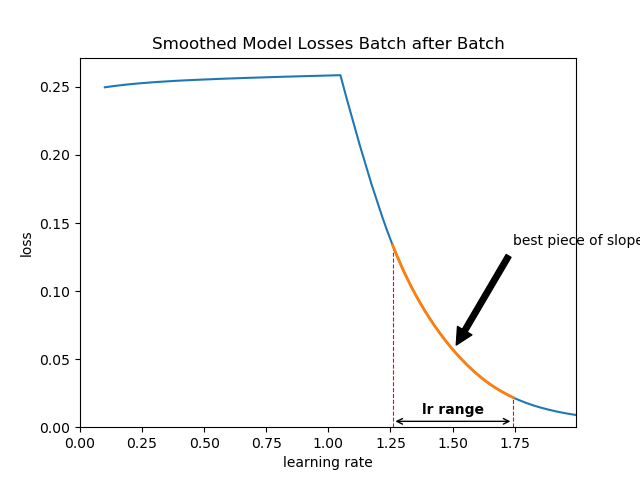 Smoothed Model Losses Batch after Batch
0.25
0.20
0.15
0.10
0.05
0.00
loss
best piece of slope
lr range
0.00 0.25 0.50 0.75 1.00 1.25 1.50 1.75
learning rate